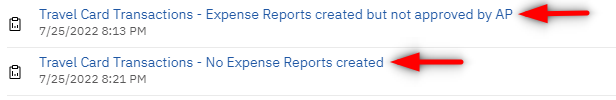 Travel Card Transactions - Expense Reports created but not approved by AP
7/25/2022 8:13 PM
Travel Card Transactions - No Expense Reports created
7/25/2022 8:21 PM